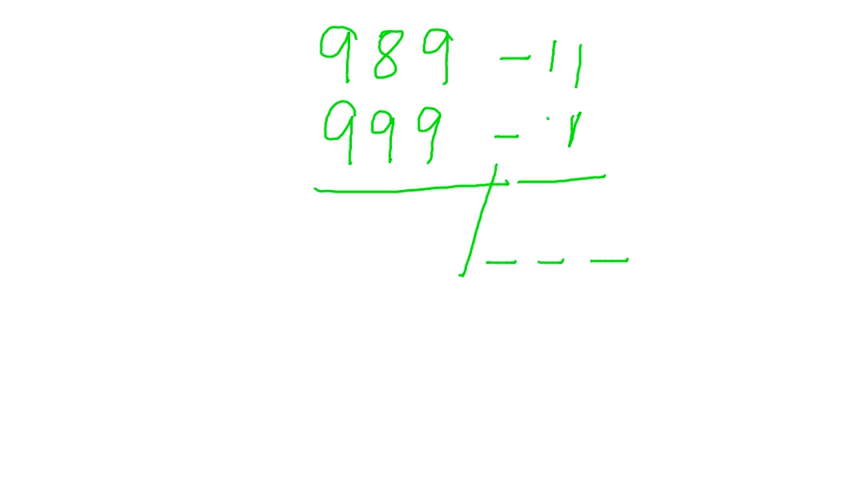 989 - 11
999 - 1
/ _ _ _